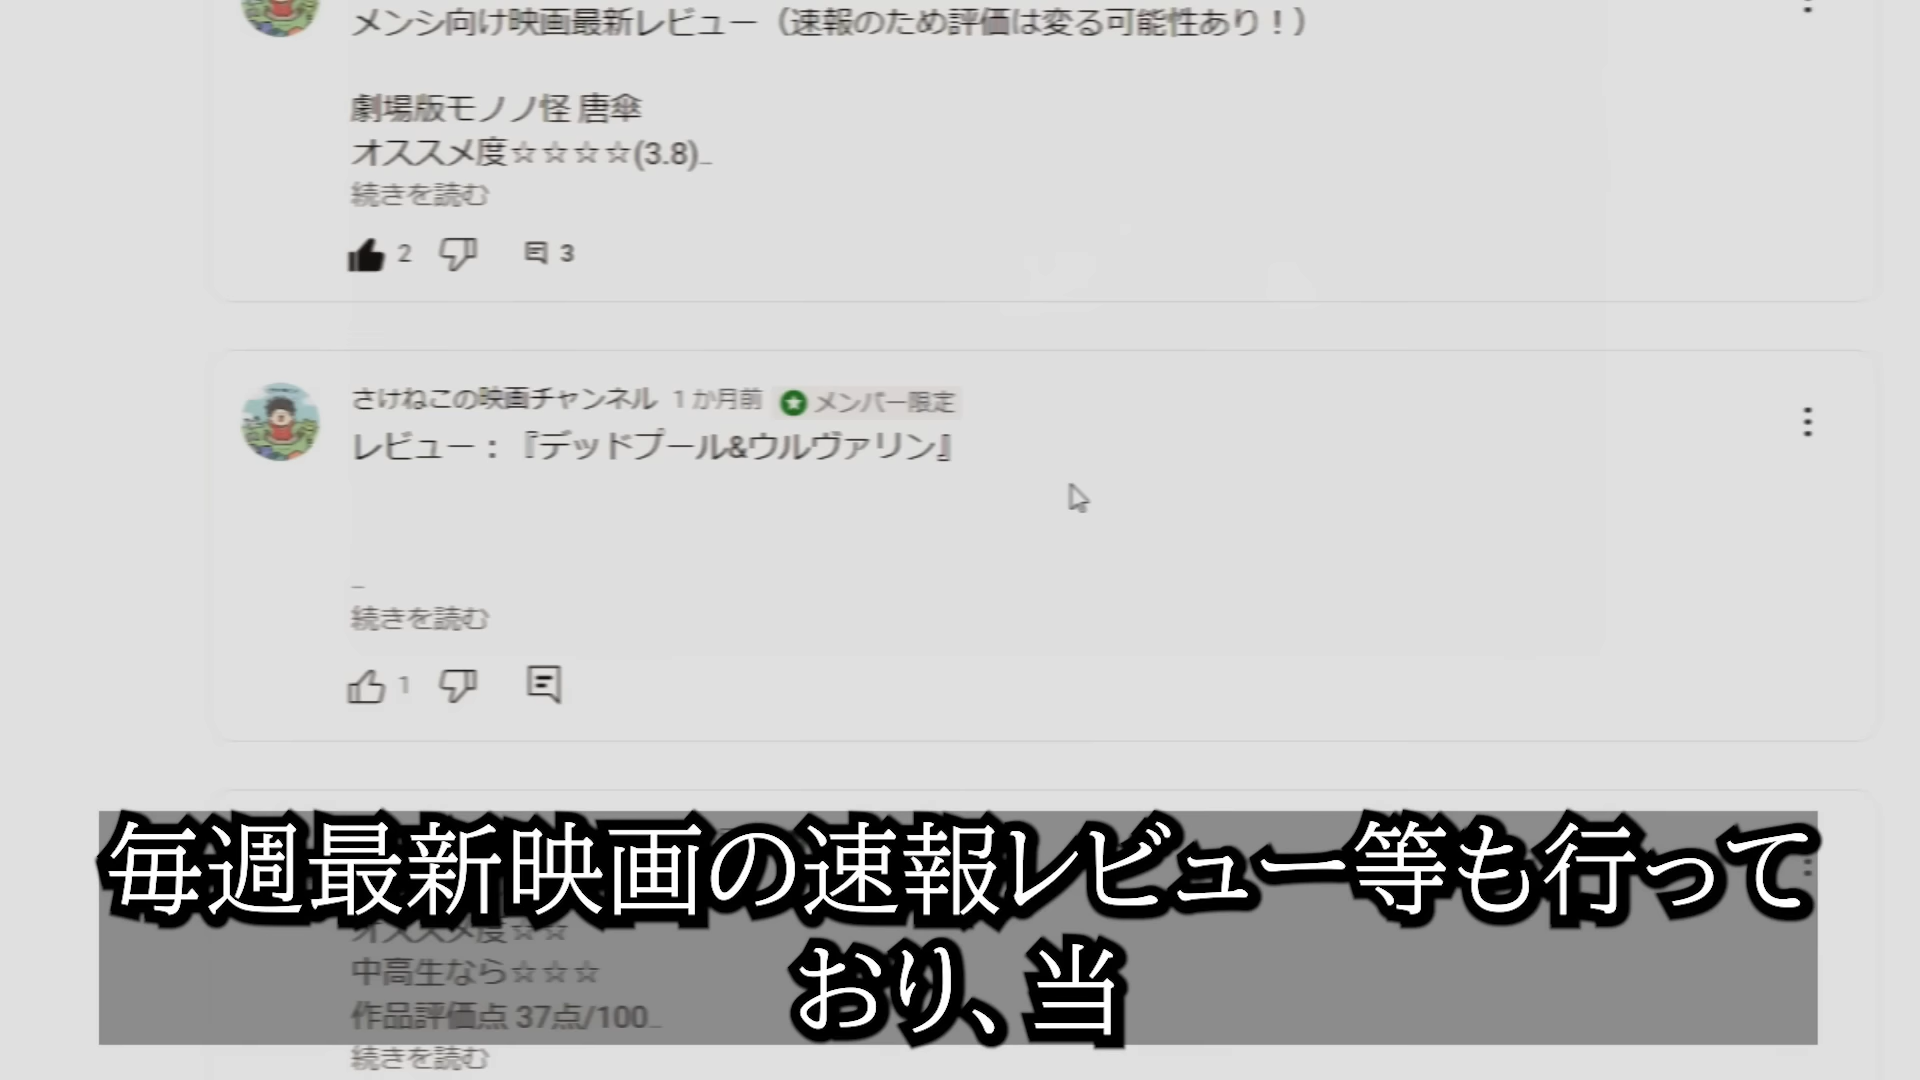 メンシ向け映画最新レビュー（速報のため評価は変る可能性あり！）
劇場版モノノ怪 唐傘
オススメ度☆☆☆☆(3.8)...
続きを読む
2 3
さけねこの映画チャンネル 1 か月前 メンバー限定
レビュー：『デッドプール&ウルヴァリン』
...
続きを読む
1
毎週最新映画の速報レビュー等も行って
おり、当
オススメ度☆☆
中高生なら☆☆☆
作品評価点 37点/100...
続きを読む